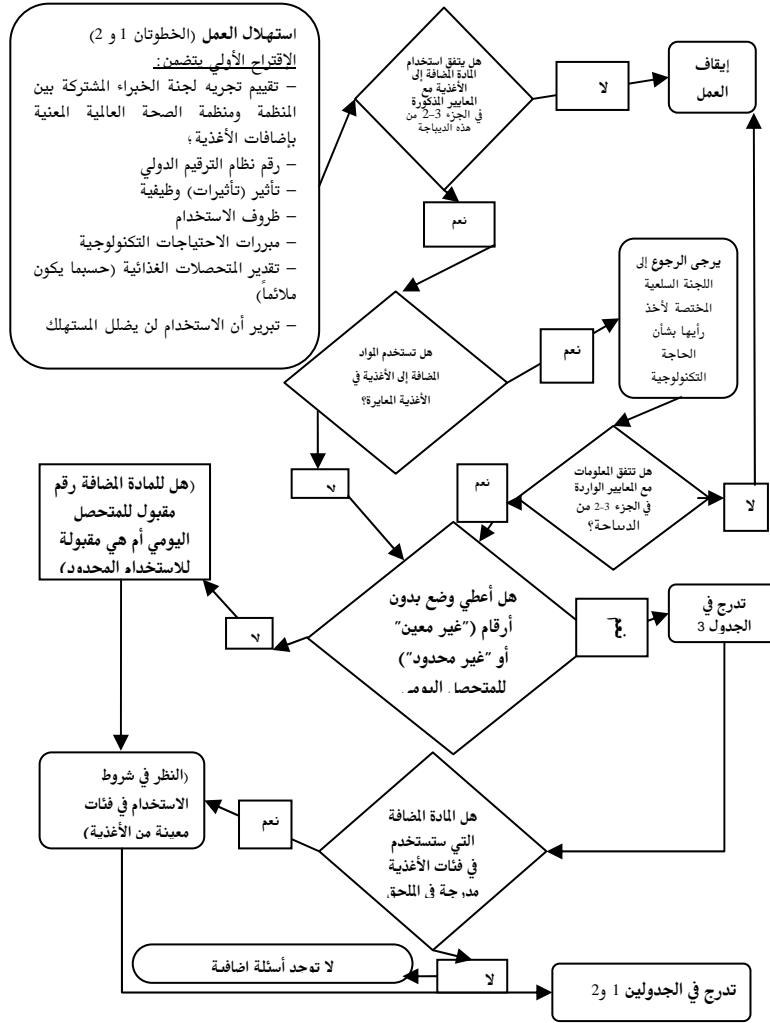 استهلال العمل (الخطوتان 1 و 2)
الإقتراح الأولي يتضمن:
– تقييم تجريه لجنة الخبراء المشتركة بين
المنظمة ومنظمة الصحة العالمية المعنية
بإضافات الأغذية؛
– رقم نظام الترقيم الدولي
– تأثير (تأثيرات) وظيفية
– ظروف الاستخدام
– مبررات الاحتياجات التكنولوجية
– تقدير المتحصلات الغذائية (حسبما يكون
ملائماً)
– تبرير أن الاستخدام لن يضلل المستهلك
هل يتفق استخدام
المادة المضافة إلى
الأغذية مع
المعايير المذكورة
في الجزء 3–2 من
هذه الديباجة
لا
إيقاف
العمل
نعم
هل تستخدم المواد
المضافة إلى الأغذية في
الأغذية المعايرة؟
نعم
يرجى الرجوع إلى
اللجنة السلعية
المختصة لأخذ
رأيها بشأن
الحاجة
التكنولوجية
لا
نعم
هل تتفق المعلومات
مع المعايير الواردة
في الجزء 3-2 من
الديباجة؟
لا
(هل للمادة المضافة رقم
مقبول للمتحصل
اليومي أم هي مقبولة
للاستخدام المحدود)
لا
هل أعطي وضع بدون
أرقام ("غير معين"
أو "غير محدود")
للمتحصل اليومي
نعم
تدرج في
الجدول 3
(النظر في شروط
الاستخدام في فئات
معينة من الأغذية)
نعم
هل المادة المضافة
التي ستستخدم
في فئات الأغذية
مدرجة في الملحق
لا
لا توجد أسئلة اضافية
تدرج في الجدولين 1 و2